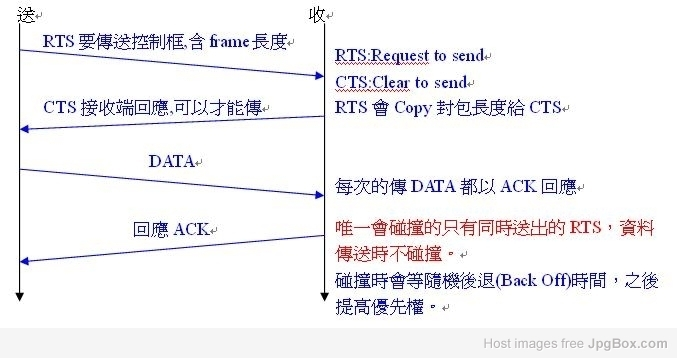 送
收
RTS 要傳送控制框,含 frame 長度
RTS:Request to send
CTS:Clear to send
CTS 接收端回應,可以才能傳
RTS 會 Copy 封包長度給 CTS
DATA
每次的傳 DATA 都以 ACK 回應
回應 ACK
唯一會碰撞的只有同時送出的 RTS，資料
傳送時不碰撞。
碰撞時會等隨機後退(Back Off)時間，之後
提高優先權。
Host images free JpgBox.com